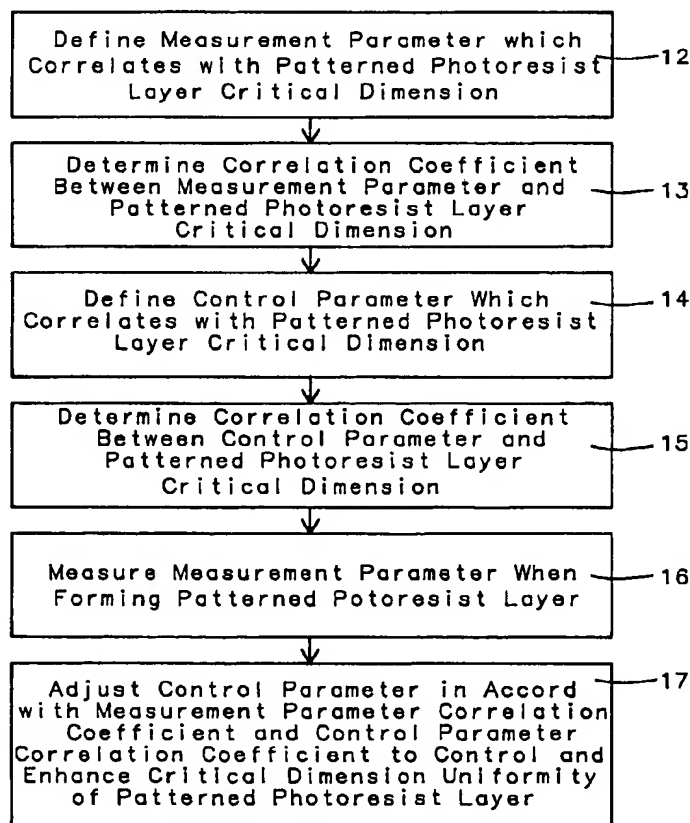 Define Measurement Parameter which
Correlates with Patterned Photoresist
Layer Critical Dimension
12
Determine Correlation Coefficient
Between Measurement Parameter and
Patterned Photoresist Layer
Critical Dimension
13
Define Control Parameter Which
Correlates with Patterned Photoresist
Layer Critical Dimension
14
Determine Correlation Coefficient
Between Control Parameter and
Patterned Photoresist Layer
Critical Dimension
15
Measure Measurement Parameter When
Forming Patterned Potoresist Layer
16
Adjust Control Parameter in Accord
with Measurement Parameter Correlation
Coefficient and Control Parameter
Correlation Coefficient to Control and
Enhance Critical Dimension Uniformity
of Patterned Photoresist Layer
17